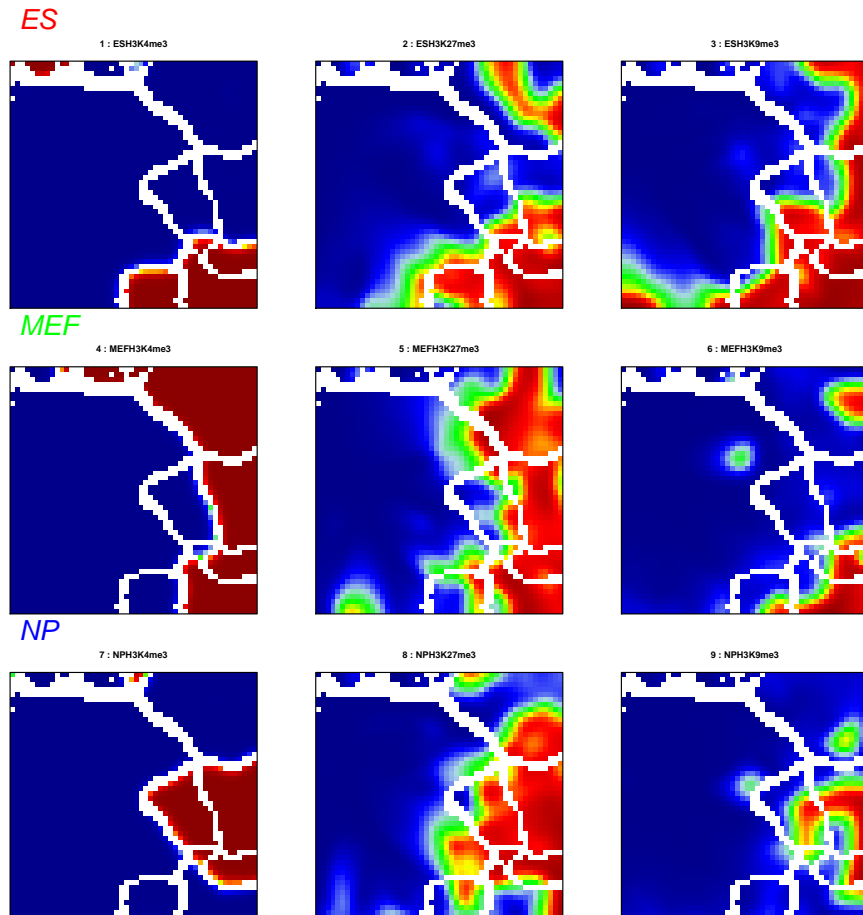 ES
1 : ESH3K4me3
2 : ESH3K27me3
3 : ESH3K9me3
MEF
4 : MEFH3K4me3
5 : MEFH3K27me3
6 : MEFH3K9me3
NP
7 : NPH3K4me3
8 : NPH3K27me3
9 : NPH3K9me3